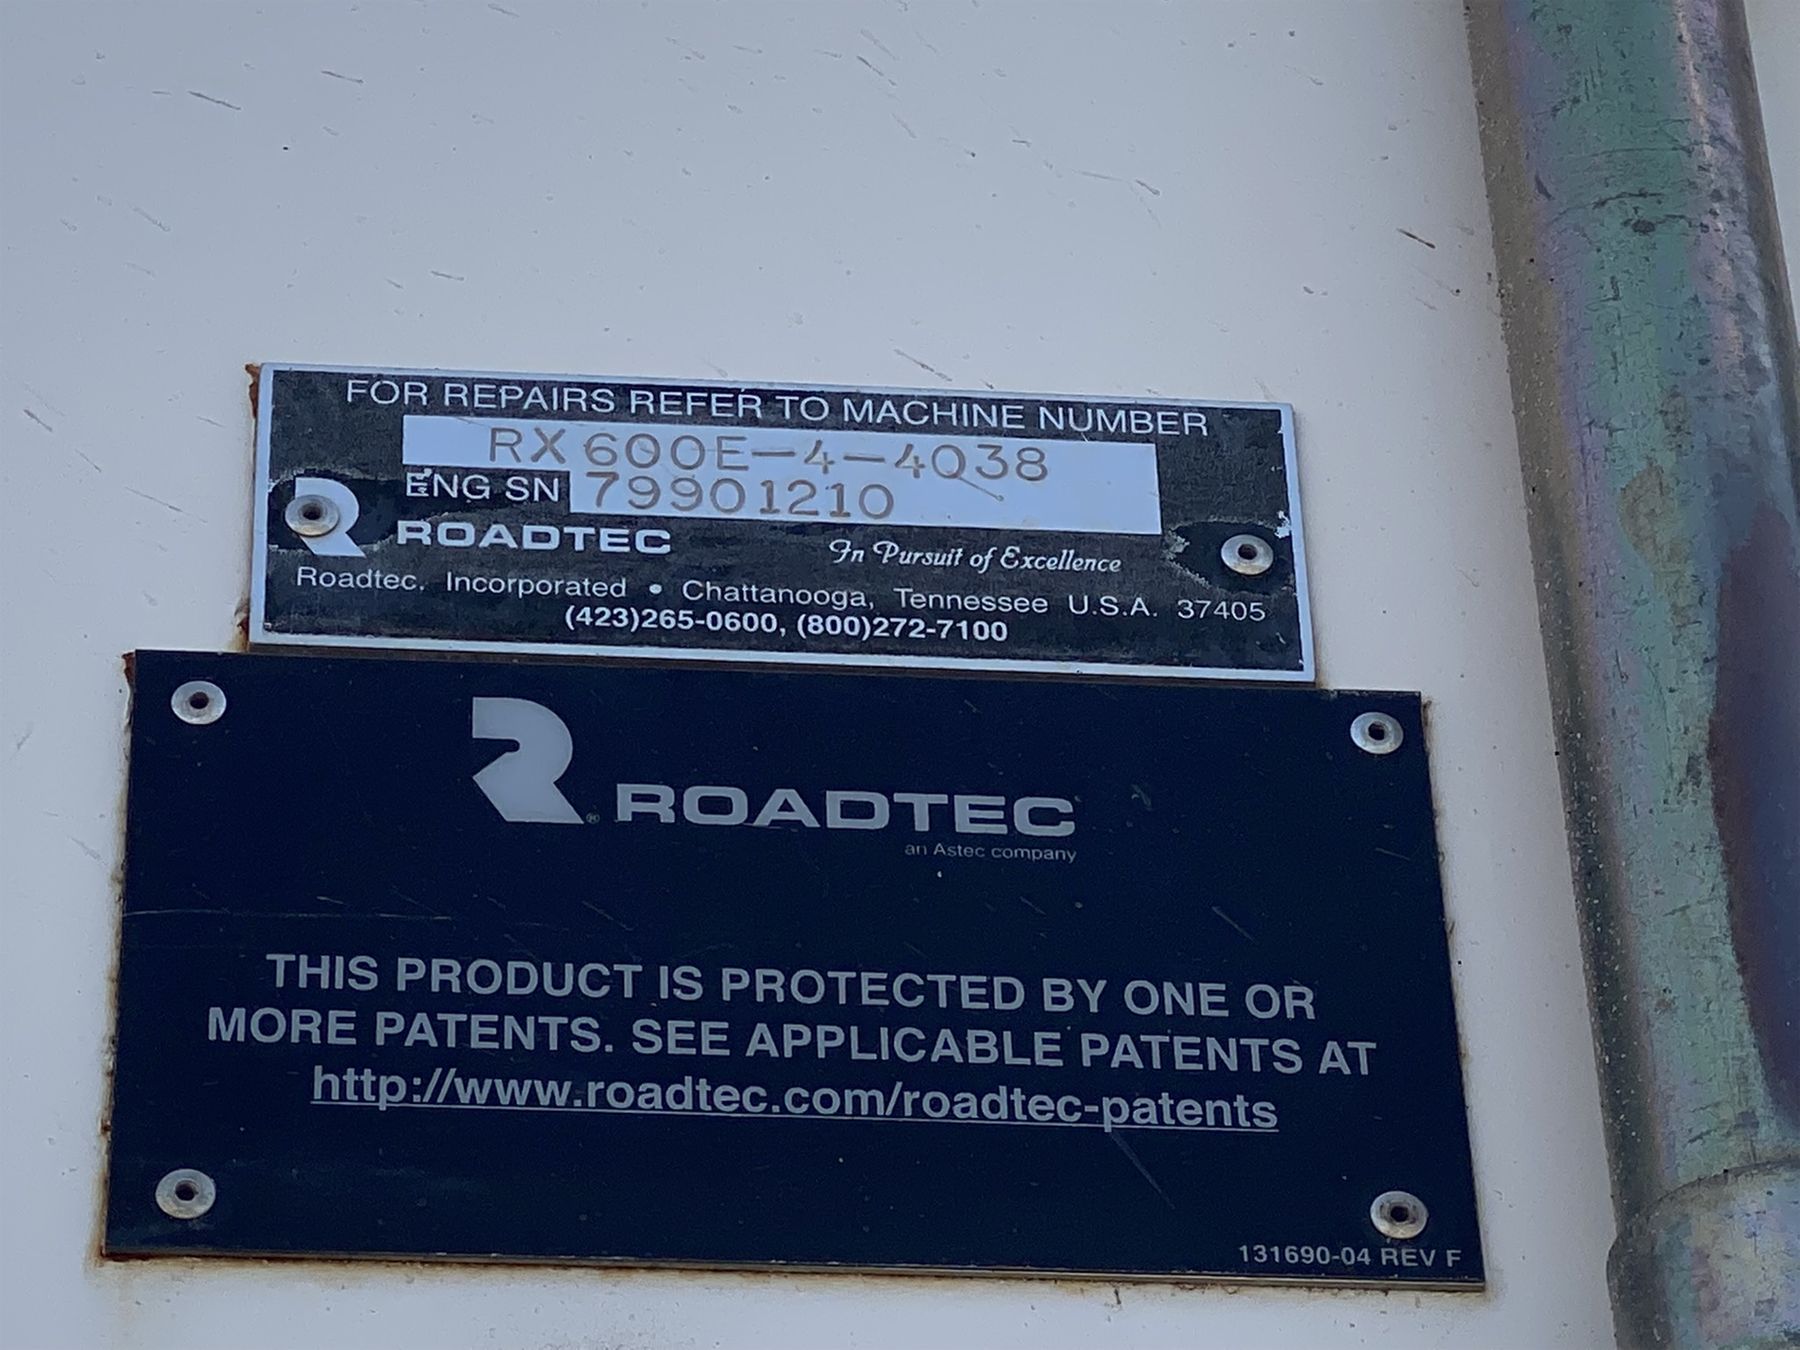 FOR REPAIRS REFER TO MACHINE NUMBER
RX600E-4-4038
ENG SN 79901210
ROADTEC In Pursuit of Excellence
Roadtec, Incorporated • Chattanooga, Tennessee U.S.A. 37405
(423)265-0600, (800)272-7100
® ROADTEC
an Astec company
THIS PRODUCT IS PROTECTED BY ONE OR
MORE PATENTS. SEE APPLICABLE PATENTS AT
http://www.roadtec.com/roadtec-patents
131690-04 REV F